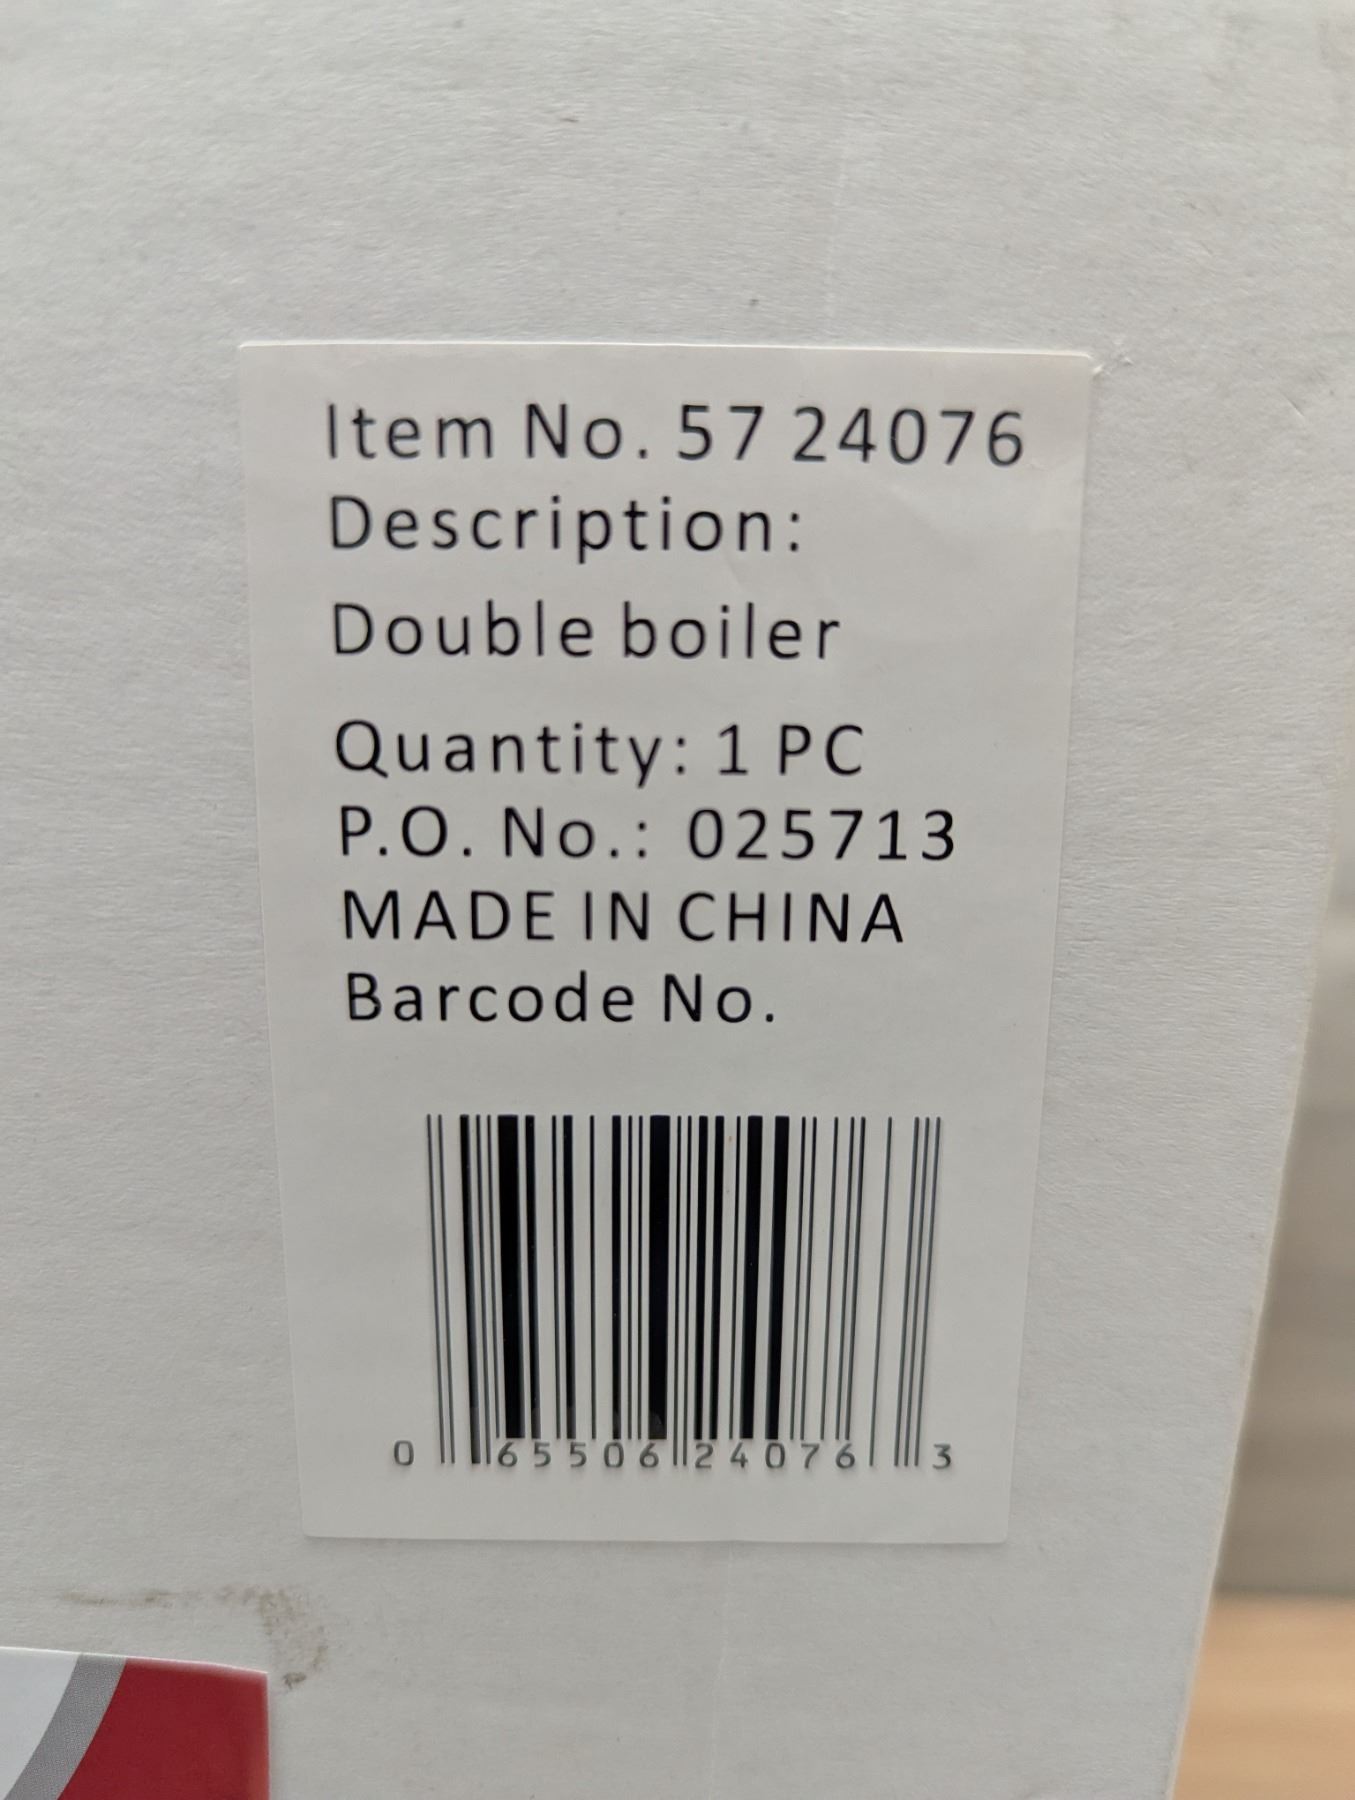 Item No. 57 24076
Description:
Double boiler
Quantity: 1 PC
P.O. No.: 025713
MADE IN CHINA
Barcode No.
0 65506 24076 3